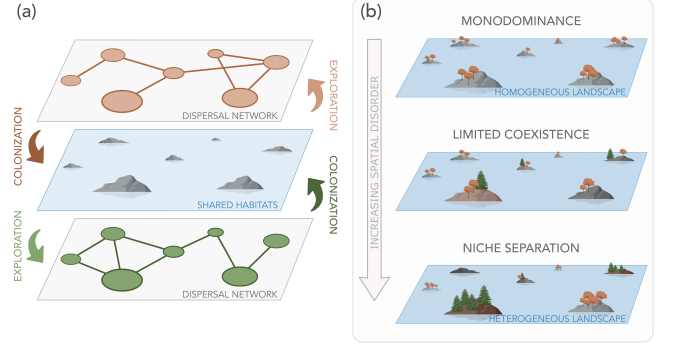 (a)
DISPERSAL NETWORK
EXPLORATION
COLONIZATION
SHARED HABITATS
COLONIZATION
EXPLORATION
DISPERSAL NETWORK
(b)
MONODOMINANCE
HOMOGENEOUS LANDSCAPE
INCREASING SPATIAL DISORDER
LIMITED COEXISTENCE
NICHE SEPARATION
HETEROGENEOUS LANDSCAPE